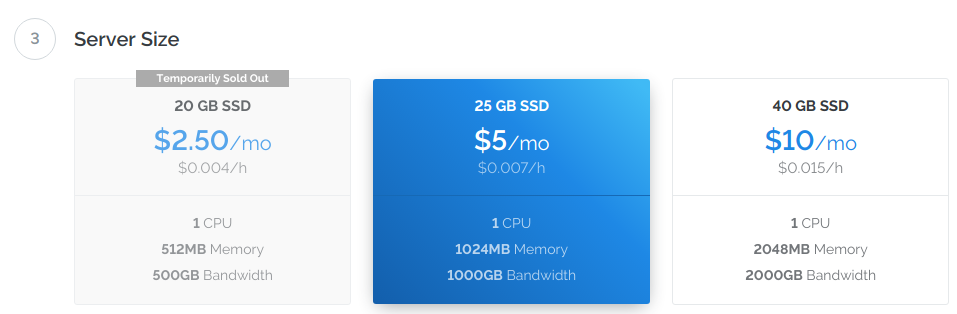 3 Server Size
Temporarily Sold Out
20 GB SSD
$2.50/mo
$0.004/h
1 CPU
512MB Memory
500GB Bandwidth
25 GB SSD
$5/mo
$0.007/h
1 CPU
1024MB Memory
1000GB Bandwidth
40 GB SSD
$10/mo
$0.015/h
1 CPU
2048MB Memory
2000GB Bandwidth